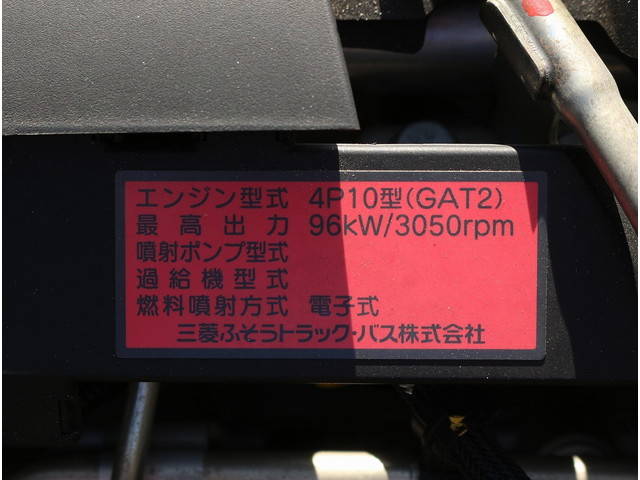 エンジン型式 4P10型(GAT2)
最高出力 96kW/3050rpm
噴射ポンプ型式
過給機型式
燃料噴射方式 電子式
三菱ふそうトラック・バス株式会社